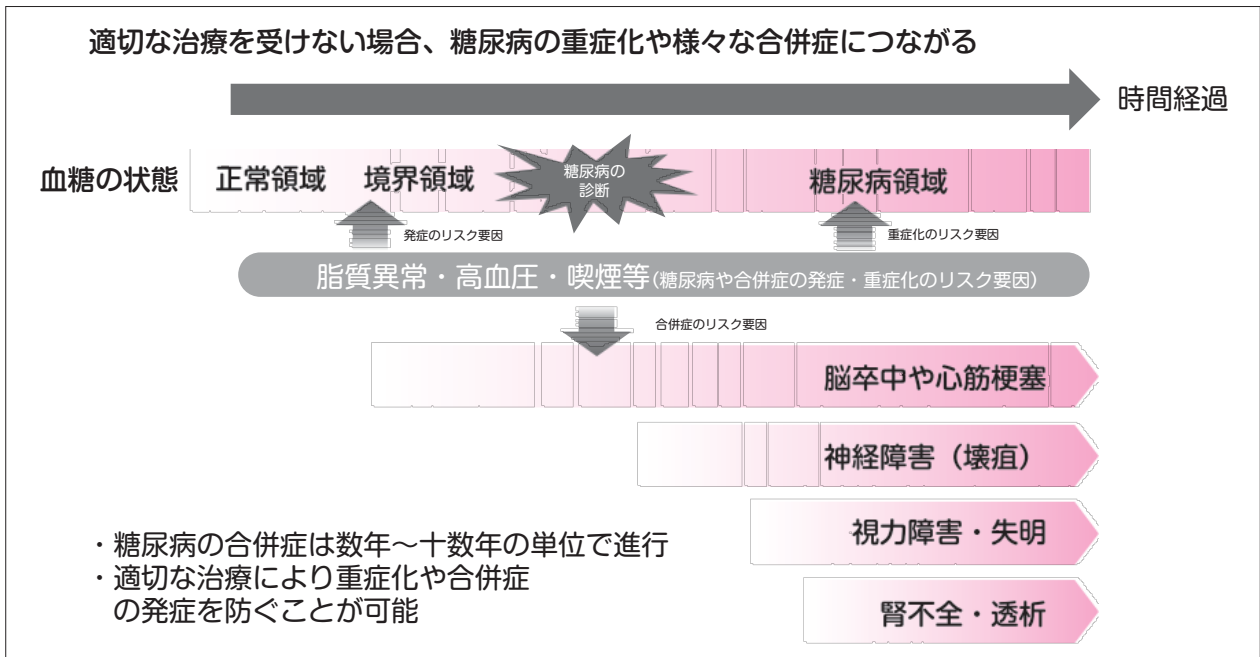 適切な治療を受けない場合、糖尿病の重症化や様々な合併症につながる
時間経過
血糖の状態
正常領域
境界領域
糖尿病の
診断
糖尿病領域
発症のリスク要因
重症化のリスク要因
脂質異常・高血圧・喫煙等(糖尿病や合併症の発症・重症化のリスク要因)
合併症のリスク要因
脳卒中や心筋梗塞
神経障害（壊疽）
視力障害・失明
腎不全・透析
・糖尿病の合併症は数年〜十数年の単位で進行
・適切な治療により重症化や合併症
の発症を防ぐことが可能